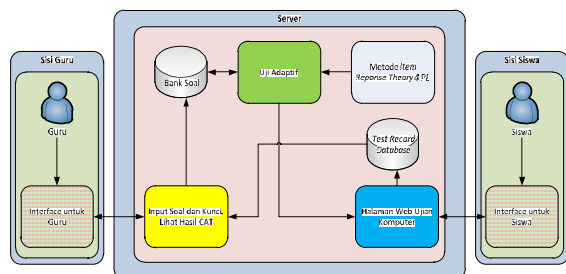 Server
Sisi Guru
Sisi Siswa
Bank Soal
Uji Adaptif
Metode Item
Reponse Theory 4 PL
Guru
Siswa
Test Record
Database
Interface untuk
Guru
Input Soal dan Kunci,
Lihat Hasil CAT
Halaman Web Ujian
Komputer
Interface untuk
Siswa